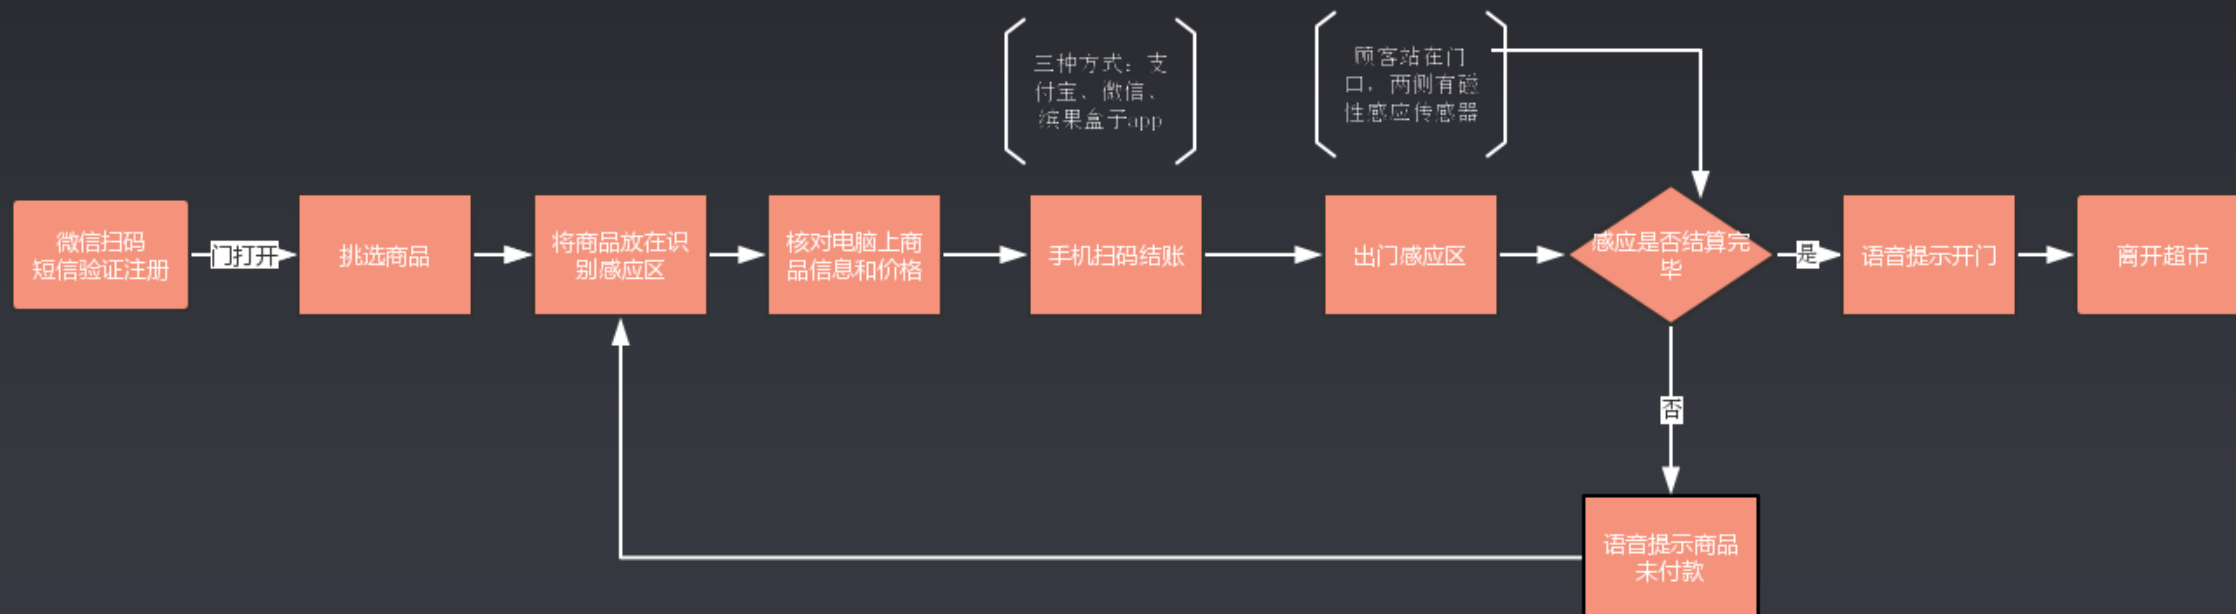 三种方式：支
付宝、微信、
缤果盒子app
顾客站在门
口，两侧有磁
性感应传感器
微信扫码
短信验证注册
门打开
挑选商品
将商品放在识
别感应区
核对电脑上商
品信息和价格
手机扫码结账
出门感应区
感应是否结算完
毕
是
语音提示开门
离开超市
否
语音提示商品
未付款